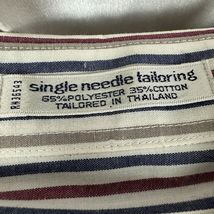 single needle tailoring
65%POLYESTER 35%COTTON
TAILORED IN THAILAND